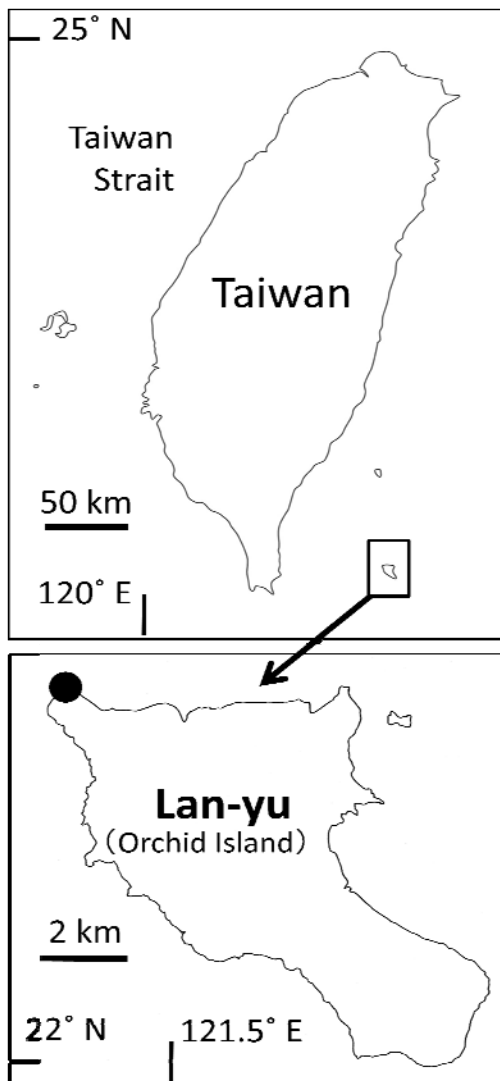 25° N
Taiwan
Strait
Taiwan
50 km
120° E
Lan-yu
(Orchid Island)
2 km
22° N
121.5° E